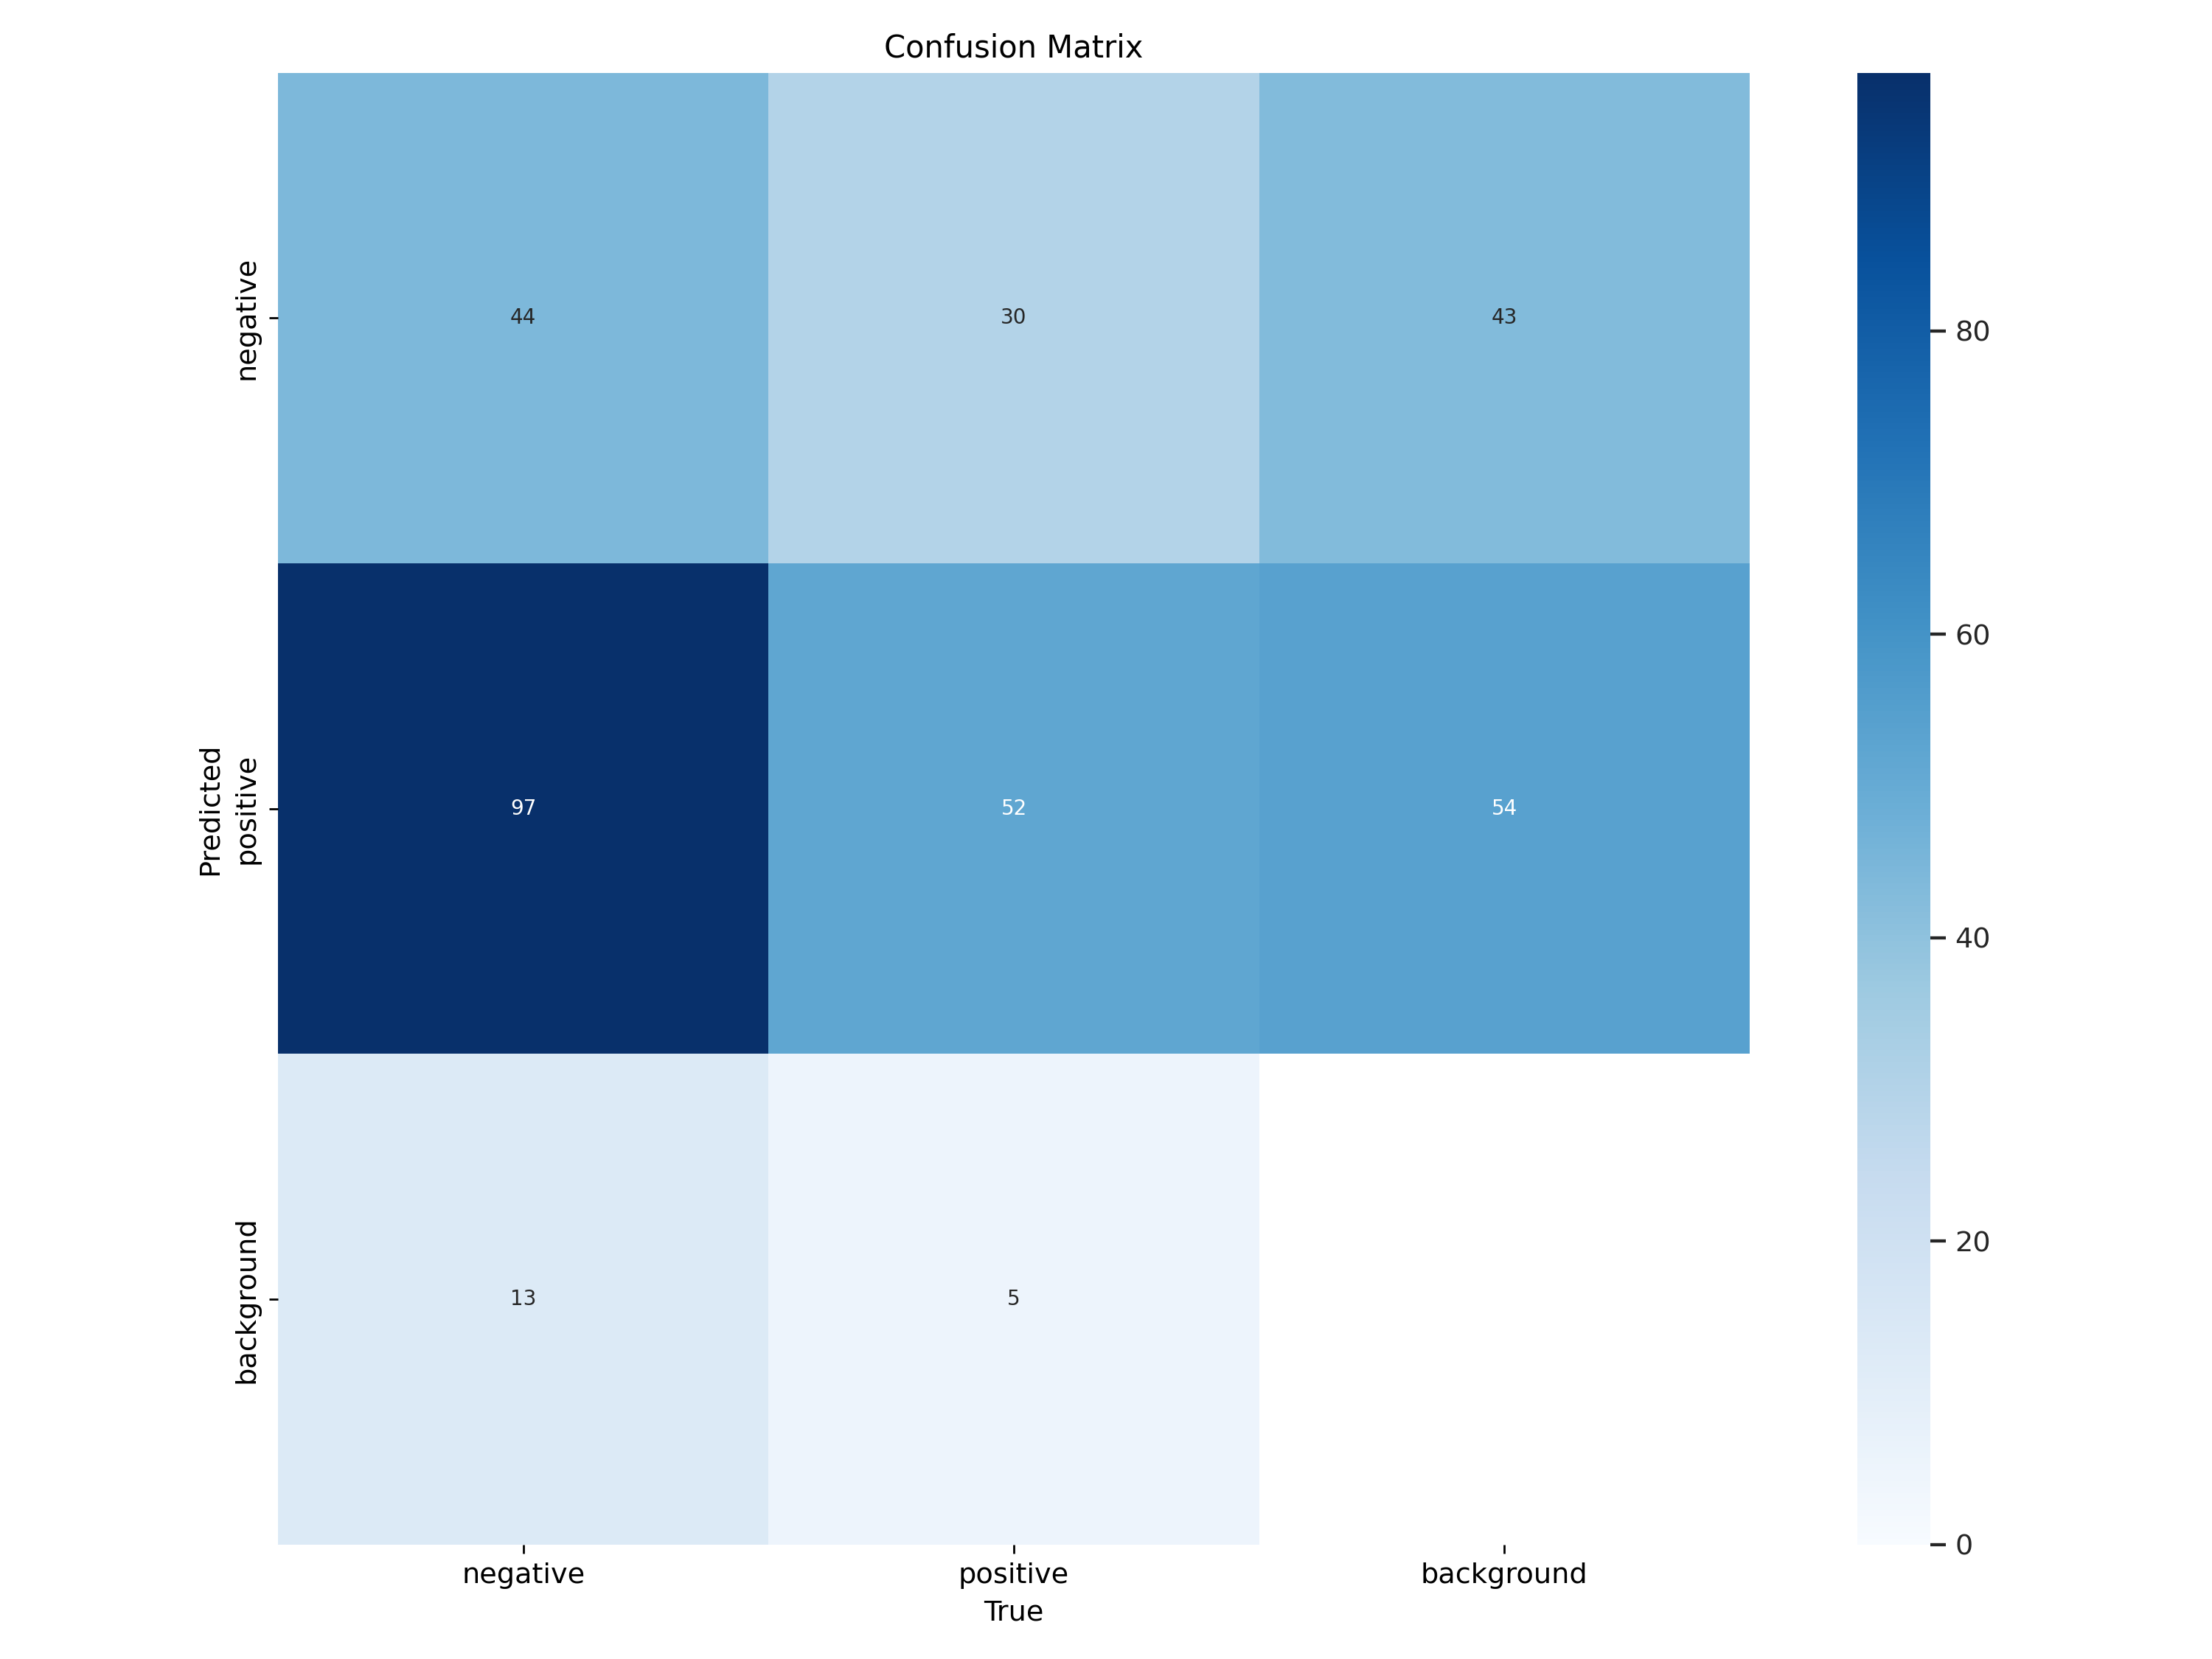 Confusion Matrix
negative
44
30
43
80
60
Predicted
positive
97
52
54
40
20
background
13
5
0
negative
positive
background
True